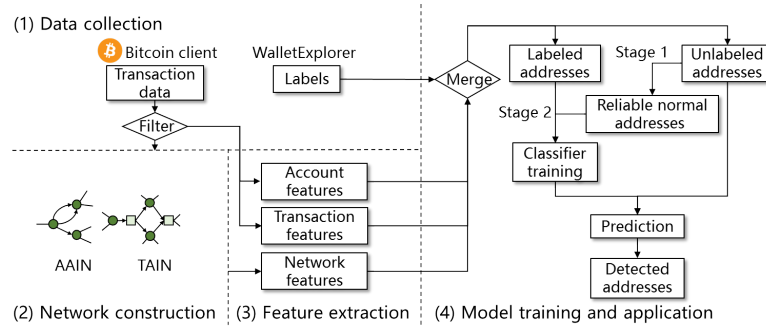 (1) Data collection
Bitcoin client
Transaction
data
Filter
WalletExplorer
Labels
Merge
Labeled
addresses
Stage 1
Unlabeled
addresses
Stage 2
Reliable normal
addresses
Classifier
training
Prediction
Detected
addresses
Account
features
Transaction
features
Network
features
AAIN
TAIN
(2) Network construction
(3) Feature extraction
(4) Model training and application